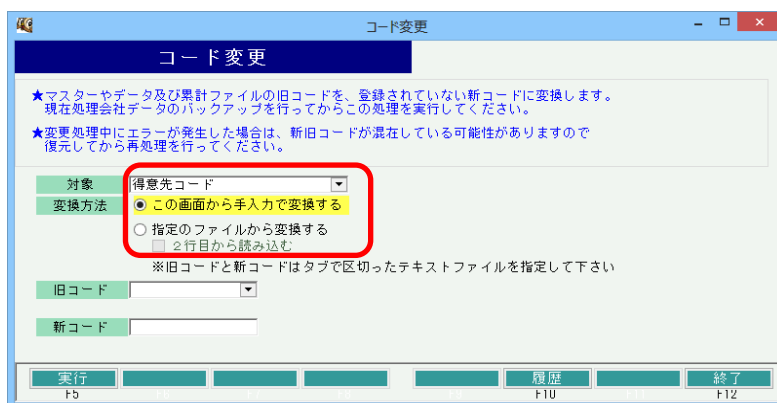 コード変更
コード変更
★マスターやデータ及び累計ファイルの旧コードを、登録されていない新コードに変換します。
現在処理会社データのバックアップを行ってからこの処理を実行してください。
★変更処理中にエラーが発生した場合は、新旧コードが混在している可能性がありますので
復元してから再処理を行ってください。
対象 得意先コード
変換方法 この画面から手入力で変換する
指定のファイルから変換する
2行目から読み込む
※旧コードと新コードはタブで区切ったテキストファイルを指定して下さい
旧コード
新コード
実行 履歴 終了
F5 F6 F7 F8 F9 F10 F11 F12